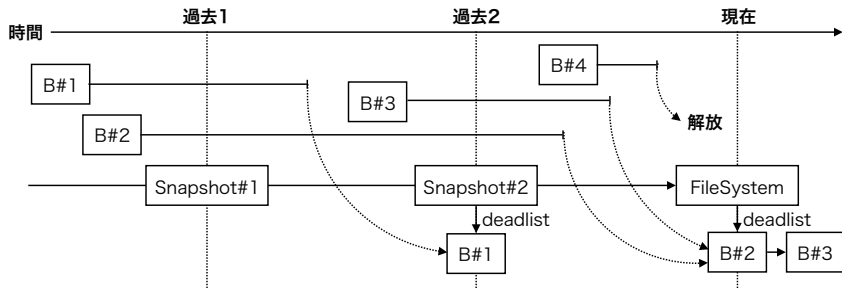 過去1 過去2 現在
時間
B#1
B#4
B#3
解放
B#2
Snapshot#1 Snapshot#2 FileSystem
deadlist deadlist
B#1 B#2 B#3